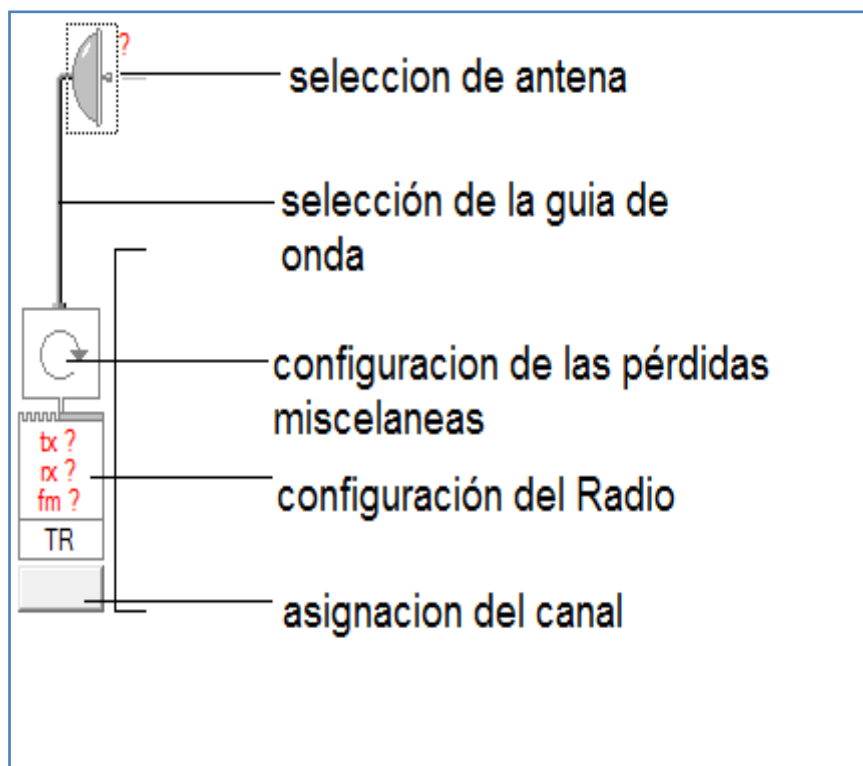 ?
seleccion de antena
selección de la guia de
onda
configuracion de las pérdidas
miscelaneas
tx ?
rx ?
fm ?
configuración del Radio
TR
asignacion del canal